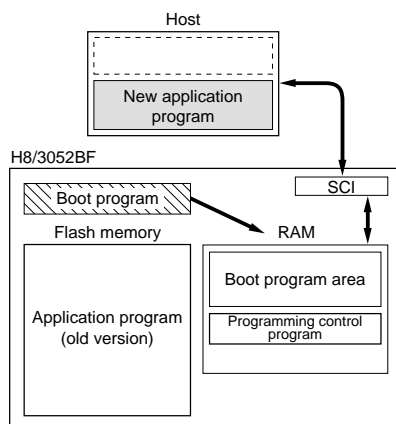 Host
New application
program
H8/3052BF
SCI
Boot program
Flash memory
RAM
Boot program area
Application program
(old version)
Programming control
program